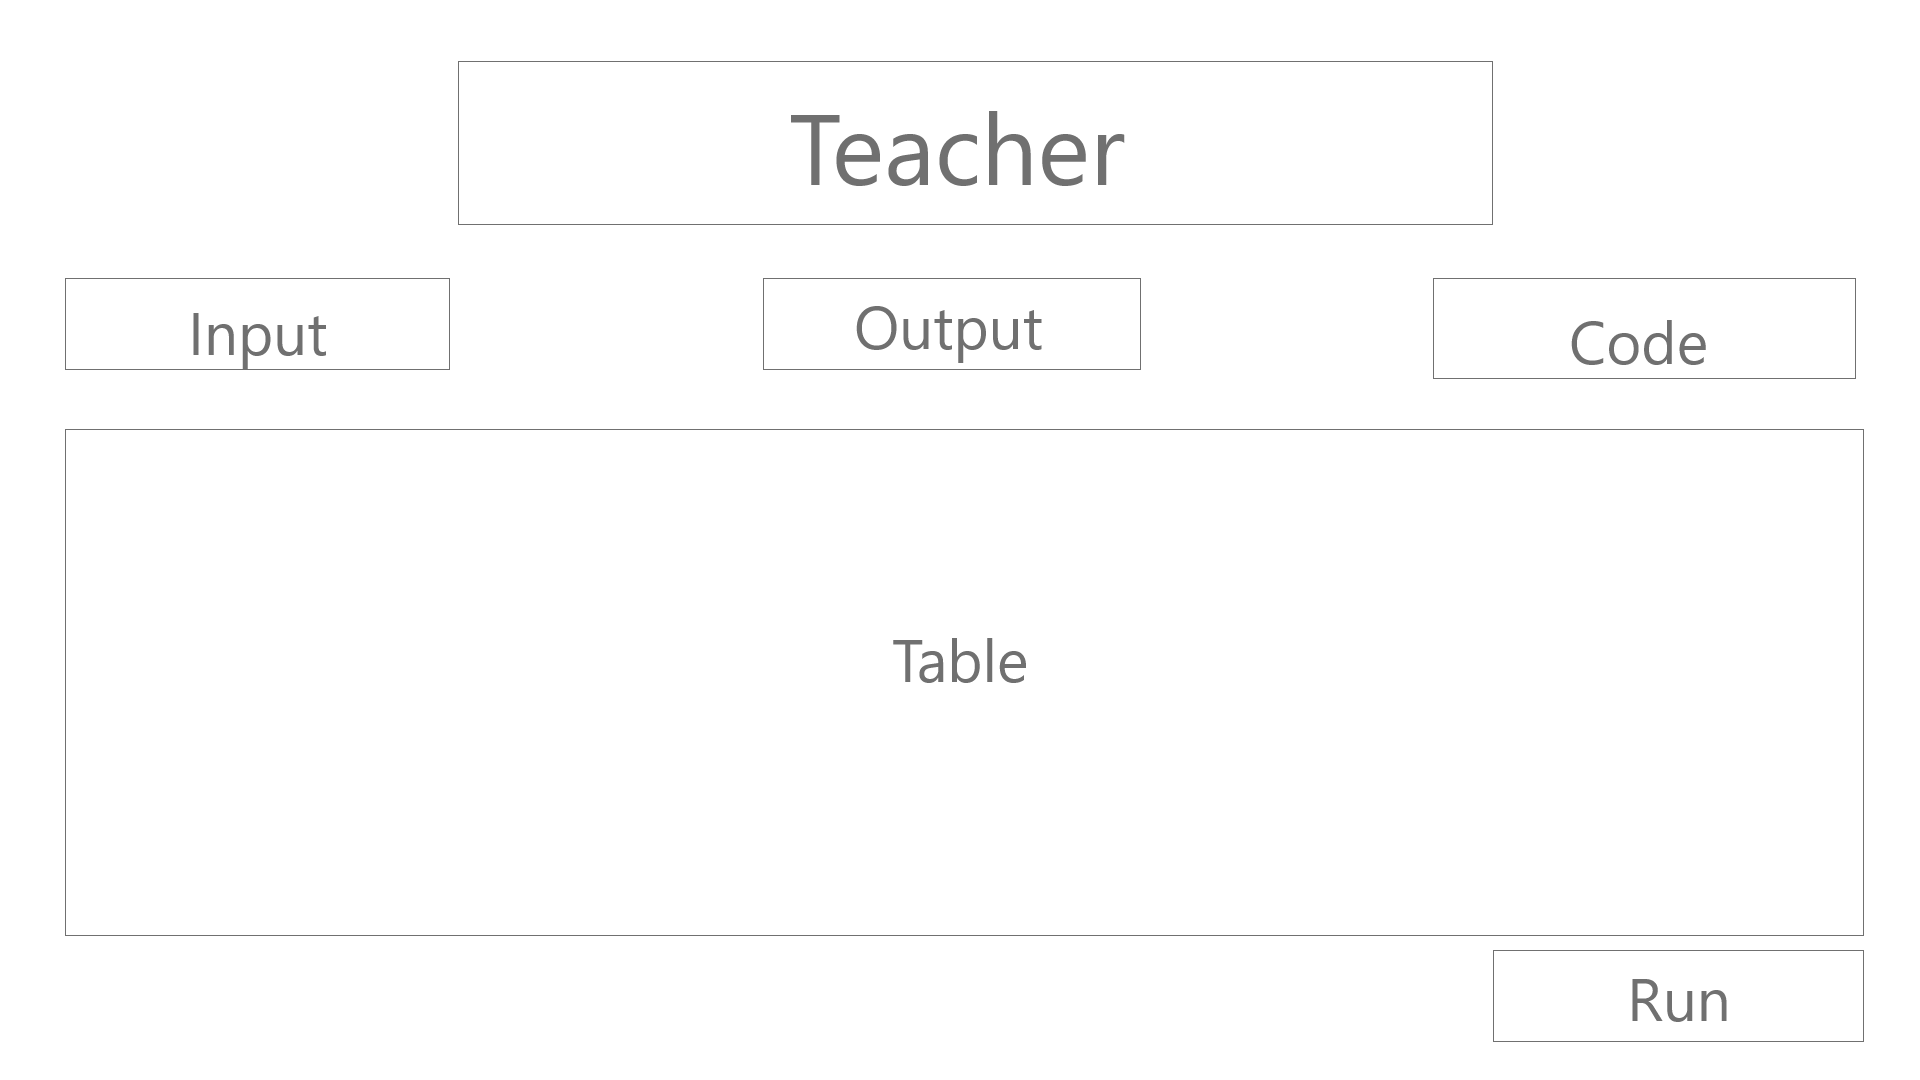 Teacher
Input
Output
Code
Table
Run